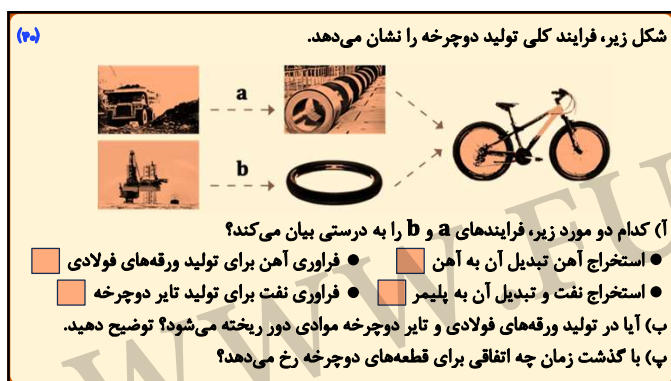 شکل زیر، فرایند کلی تولید دوچرخه را نشان می‌دهد. (۲۰)
a
b
آ) کدام دو مورد زیر، فرایندهای a و b را به درستی بیان می‌کند؟
● استخراج آهن تبدیل آن به آهن ● فراوری آهن برای تولید ورقه‌های فولادی
● استخراج نفت و تبدیل آن به پلیمر ● فراوری نفت برای تولید تایر دوچرخه
ب) آیا در تولید ورقه‌های فولادی و تایر دوچرخه موادی دور ریخته می‌شود؟ توضیح دهید.
پ) با گذشت زمان چه اتفاقی برای قطعه‌های دوچرخه رخ می‌دهد؟
WWW.EU